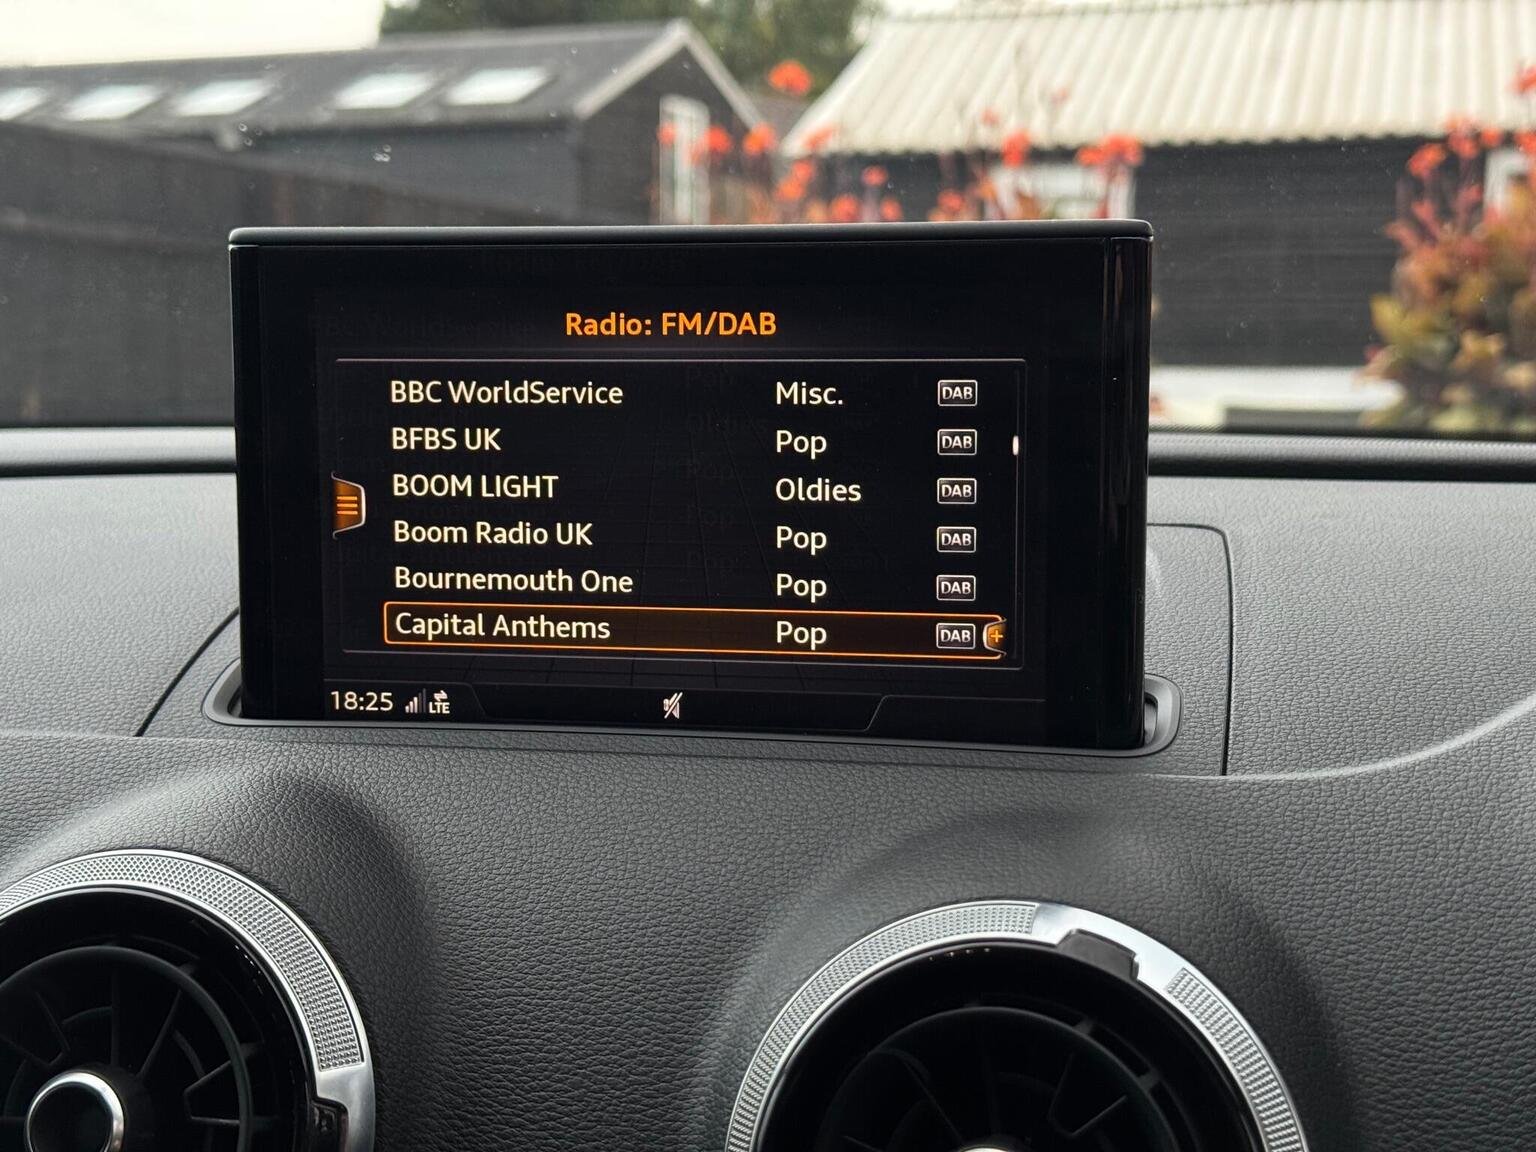 Radio: FM/DAB
BBC WorldService Misc. DAB
BFBS UK Pop DAB
BOOM LIGHT Oldies DAB
Boom Radio UK Pop DAB
Bournemouth One Pop DAB
Capital Anthems Pop DAB +
18:25 LTE